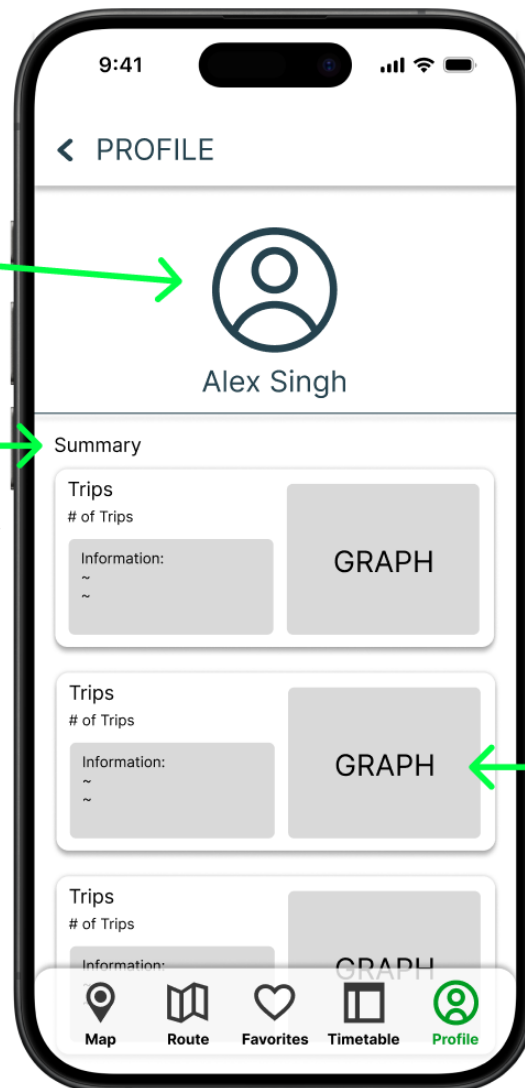 9:41
PROFILE
Alex Singh
Summary
Trips
# of Trips
Information:
~
~
GRAPH
Trips
# of Trips
Information:
~
~
GRAPH
Trips
# of Trips
Information:
GRAPH
Map
Route
Favorites
Timetable
Profile